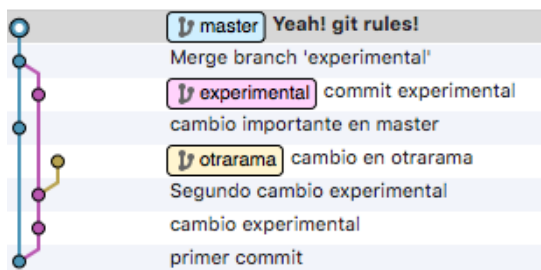 master Yeah! git rules!
Merge branch 'experimental'
experimental commit experimental
cambio importante en master
otrarama cambio en otrarama
Segundo cambio experimental
cambio experimental
primer commit